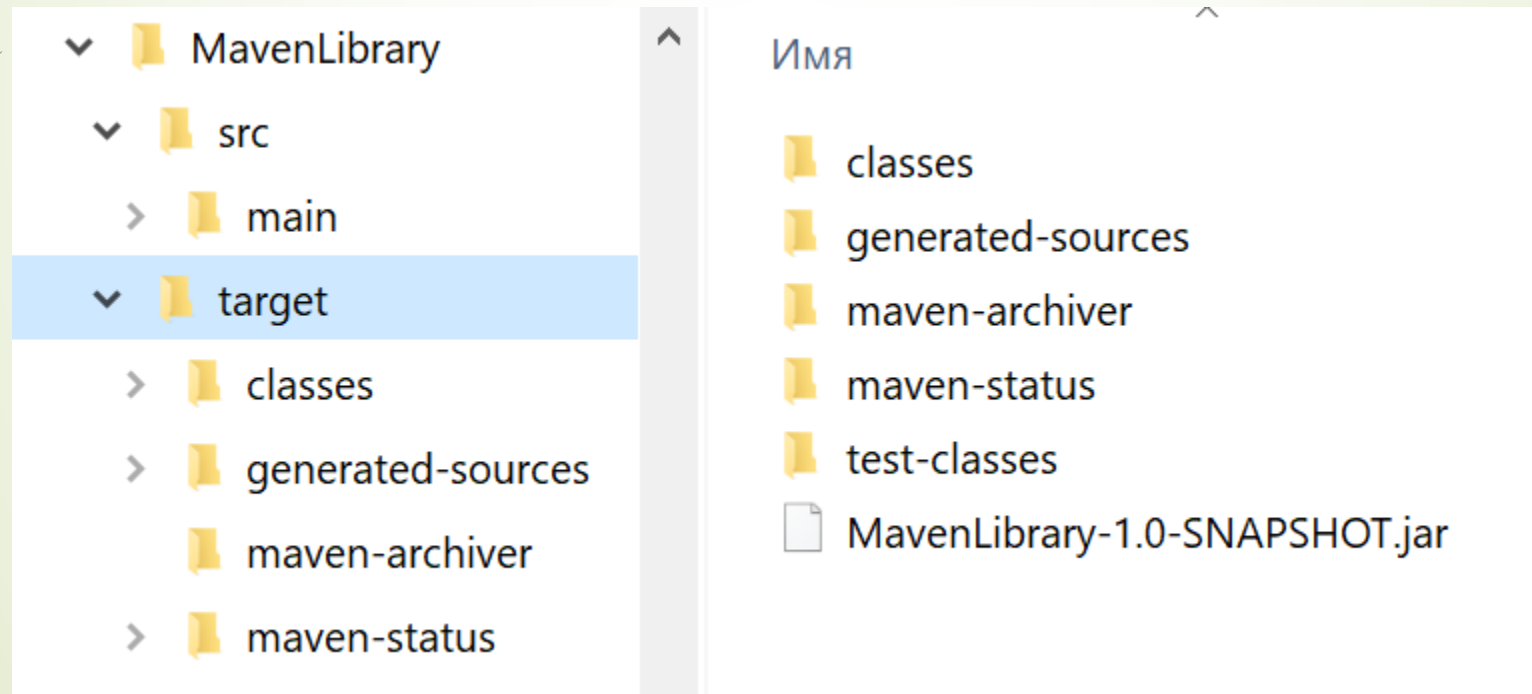 MavenLibrary
src
main
target
classes
generated-sources
maven-archiver
maven-status
Имя
classes
generated-sources
maven-archiver
maven-status
test-classes
MavenLibrary-1.0-SNAPSHOT.jar